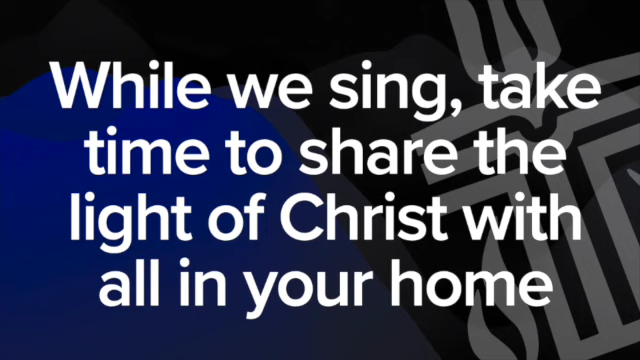 While we sing, take
time to share the
light of Christ with
all in your home